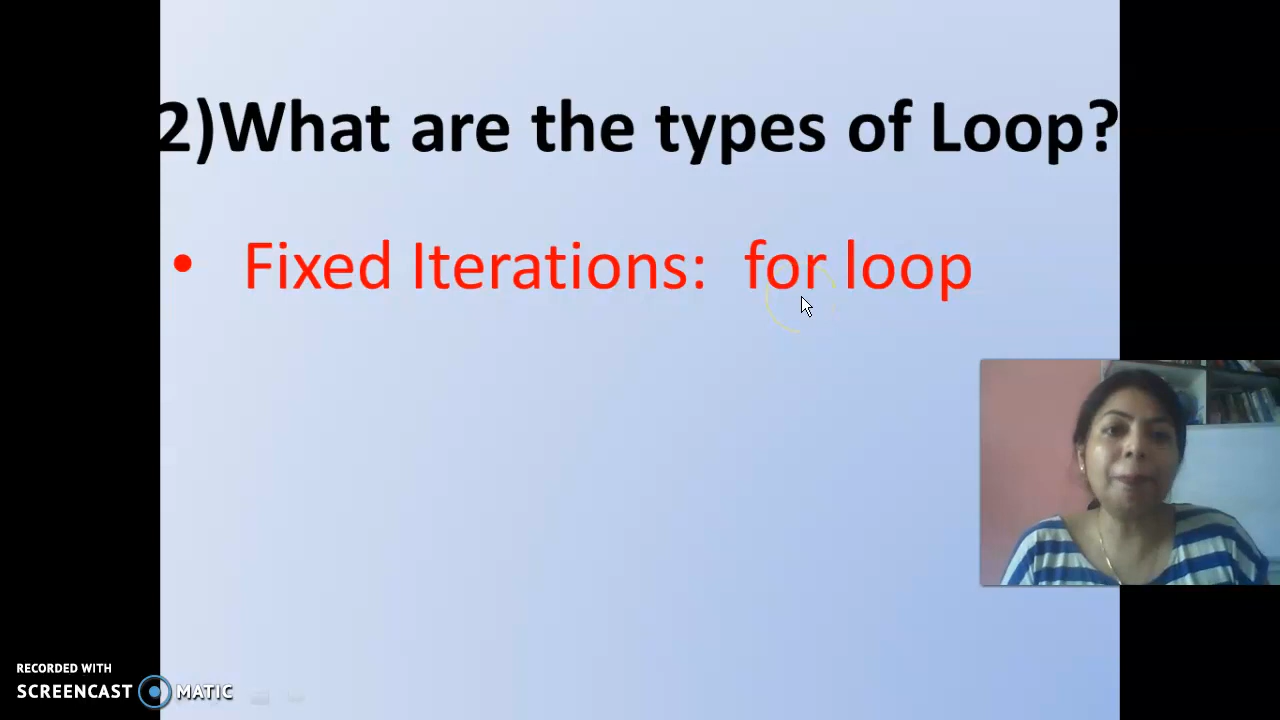 2)What are the types of Loop?
• Fixed Iterations: for loop
RECORDED WITH
SCREENCAST MATIC